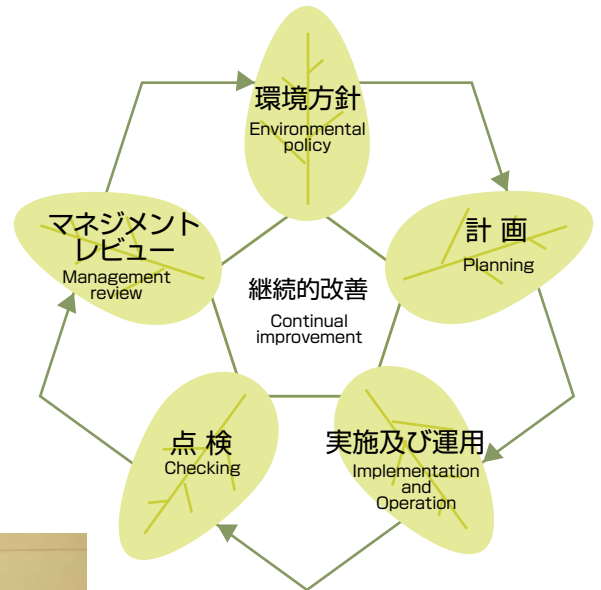 環境方針
Environmental
policy
計 画
Planning
実施及び運用
Implementation
and
Operation
点 検
Checking
マネジメント
レビュー
Management
review
継続的改善
Continual
improvement